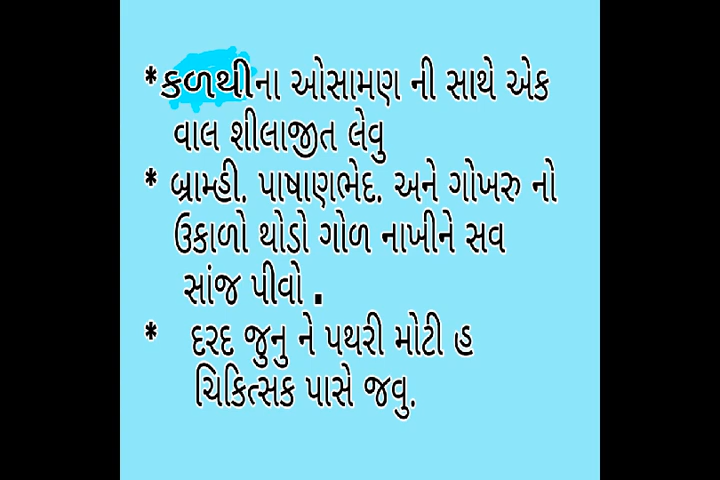 *કળથીના ઓસામણ ની સાથે એક
વાલ શીલાજીત લેવુ
* બ્રામ્હી. પાષાણભેદ. અને ગોખરુ નો
ઉકાળો થોડો ગોળ નાખીને સવ
સાંજ પીવો .
* દરદ જુનુ ને પથરી મોટી હ
ચિકિત્સક પાસે જવુ.